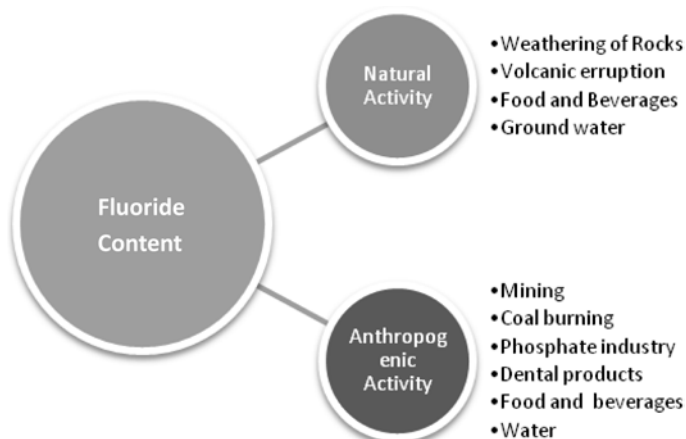 Fluoride
Content
Natural
Activity
•Weathering of Rocks
•Volcanic erruption
•Food and Beverages
•Ground water
Anthropog
enic
Activity
•Mining
•Coal burning
•Phosphate industry
•Dental products
•Food and beverages
•Water